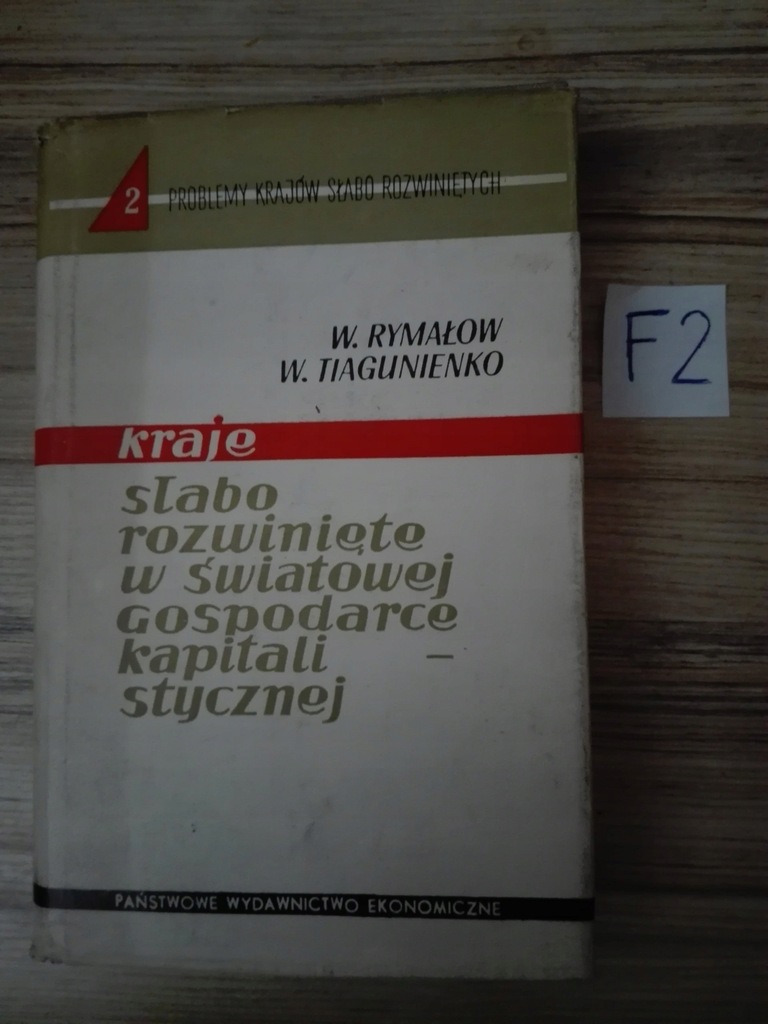 2 PROBLEMY KRAJÓW SŁABO ROZWINIĘTYCH
W. RYMAŁOW
W. TIAGUNIENKO
kraje
słabo
rozwinięte
w światowej
gospodarce
kapitali –
stycznej
PAŃSTWOWE WYDAWNICTWO EKONOMICZNE
F2